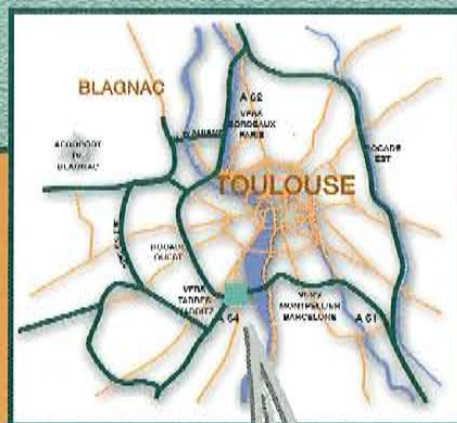 BLAGNAC
A 62
VERS
BORDEAUX
PARIS
AEROPORT
DE
BLAGNAC
ROCADE
EST
TOULOUSE
ROCADE
OUEST
VERS
TARBES
A 64
VERS
MONTPELLIER
BARCELONE
A 61